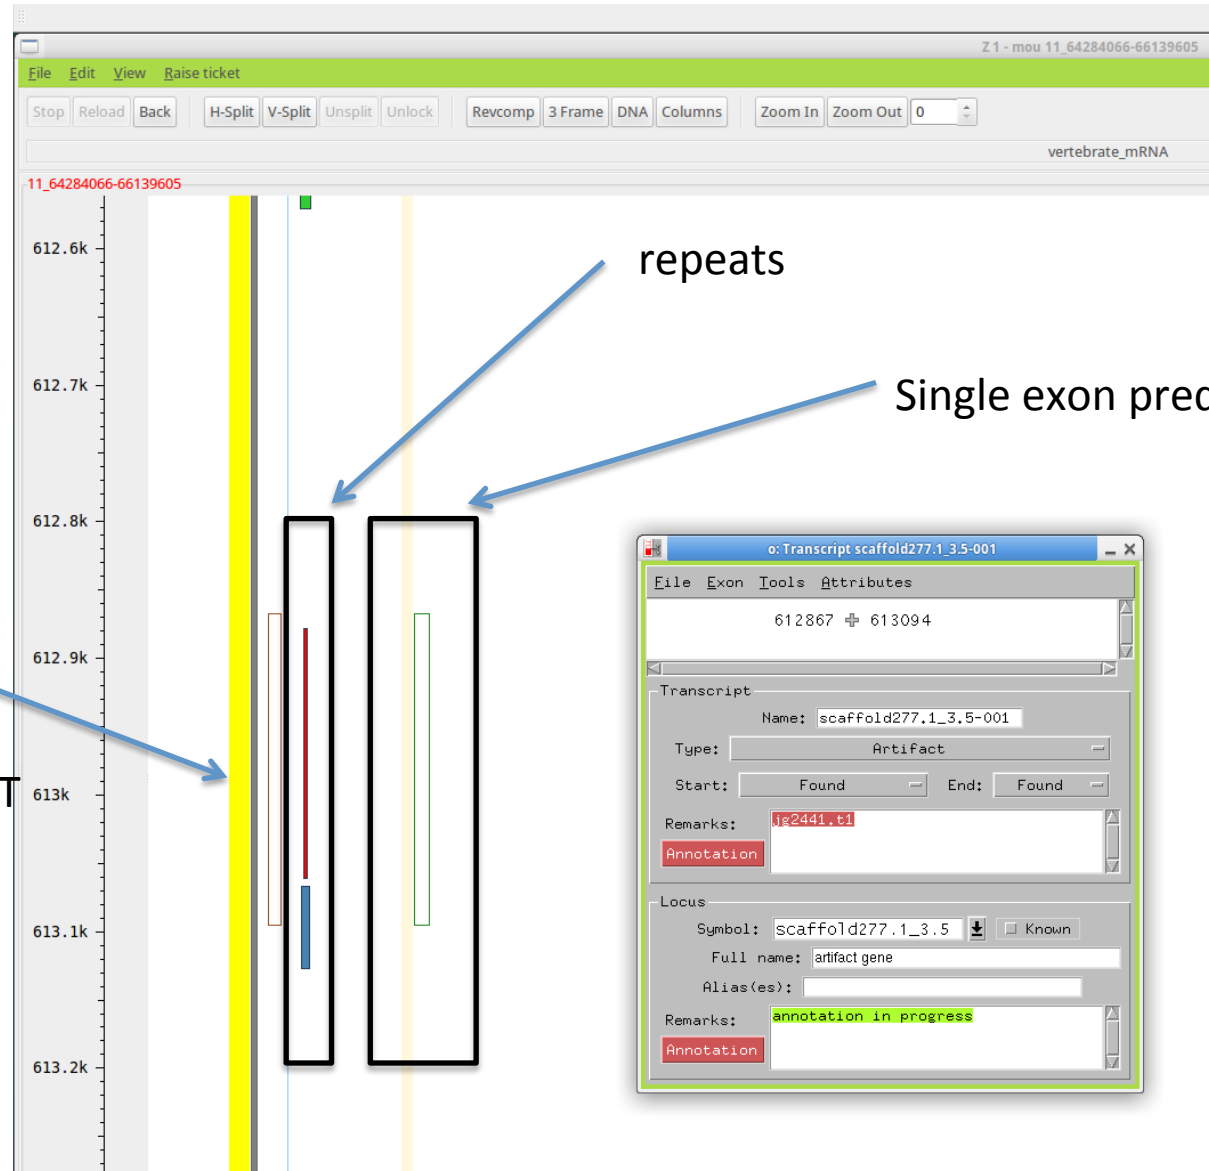 Z 1 - mou 11_64284066-66139605
File Edit View Raise ticket
Stop Reload Back H-Split V-Split Unsplit Unlock Revcomp 3 Frame DNA Columns Zoom In Zoom Out 0
vertebrate_mRNA
11_64284066-66139605
612.6k
repeats
612.7k
Single exon pred
612.8k
o: Transcript scaffold277.1_3.5-001
File Exon Tools Attributes
612867 613094
612.9k
Transcript
Name: scaffold277.1_3.5-001
Type: Artifact
T 613k
Start: Found End: Found
Remarks: jg2441.t1
Annotation
Locus
613.1k
Symbol: scaffold277.1_3.5 Known
Full name: artifact gene
Alias(es):
Remarks: annotation in progress
Annotation
613.2k